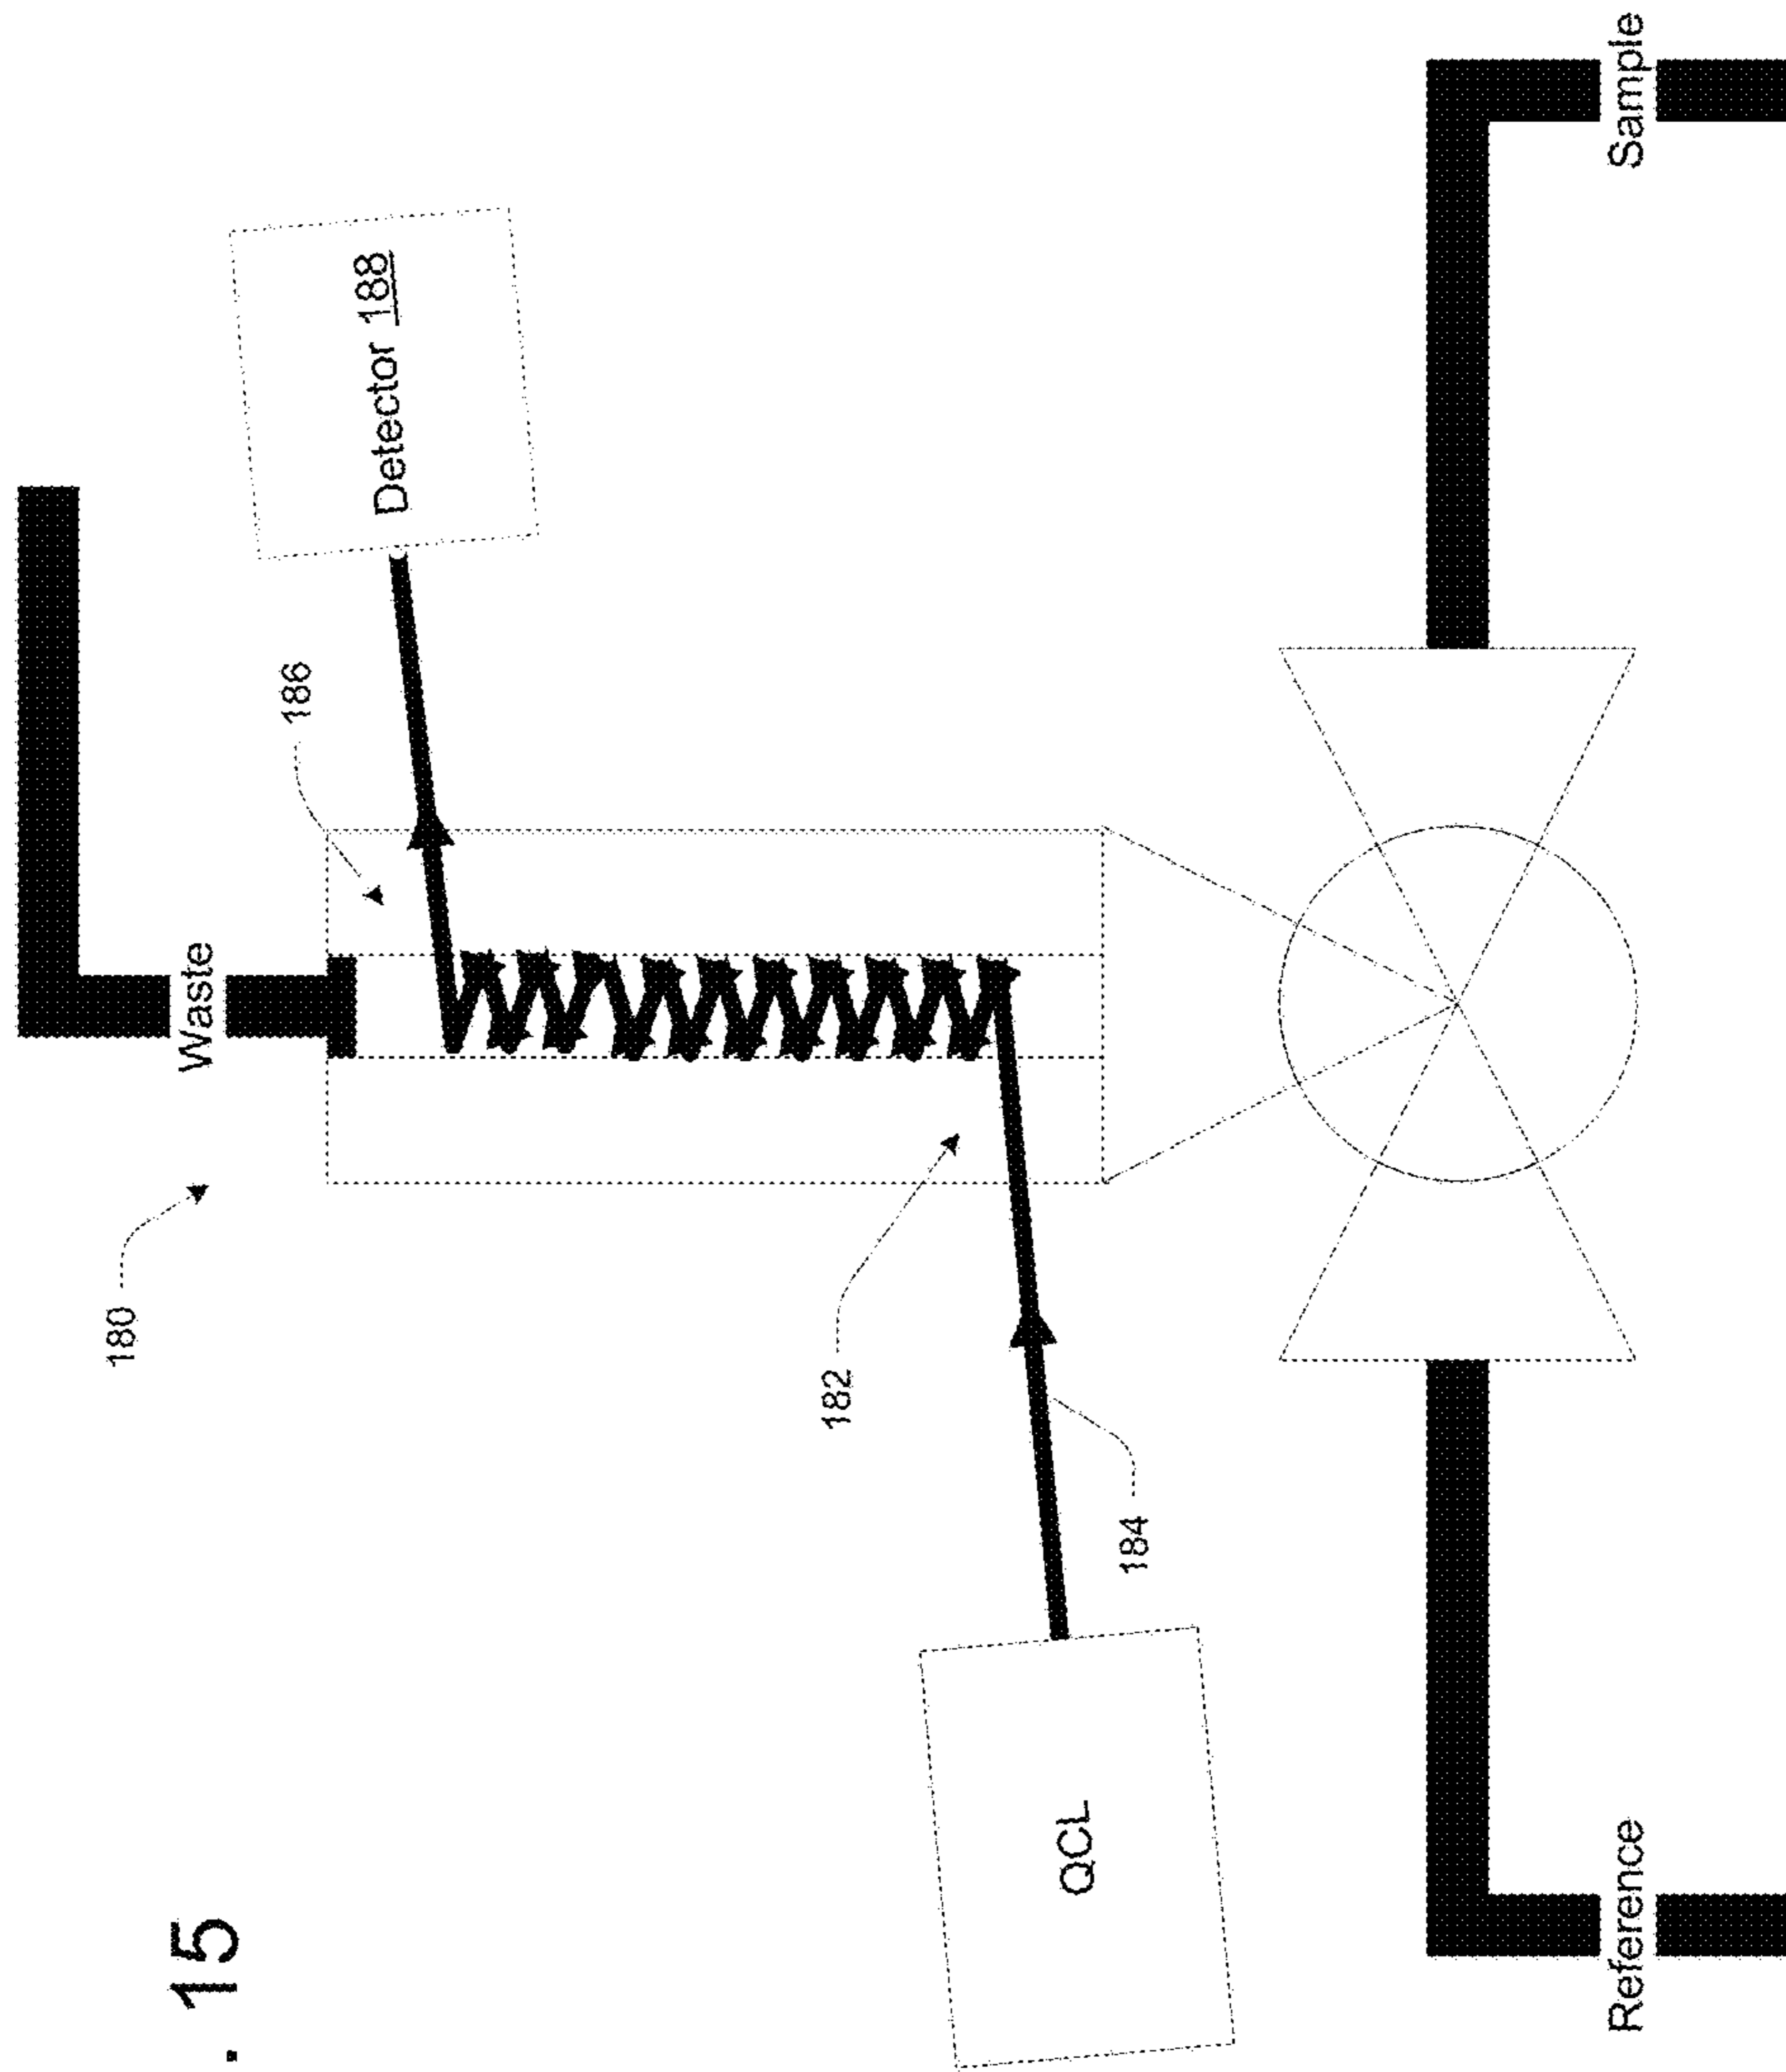 . 15
180
Waste
186
Detector 188
182
184
QCL
Reference
Sample